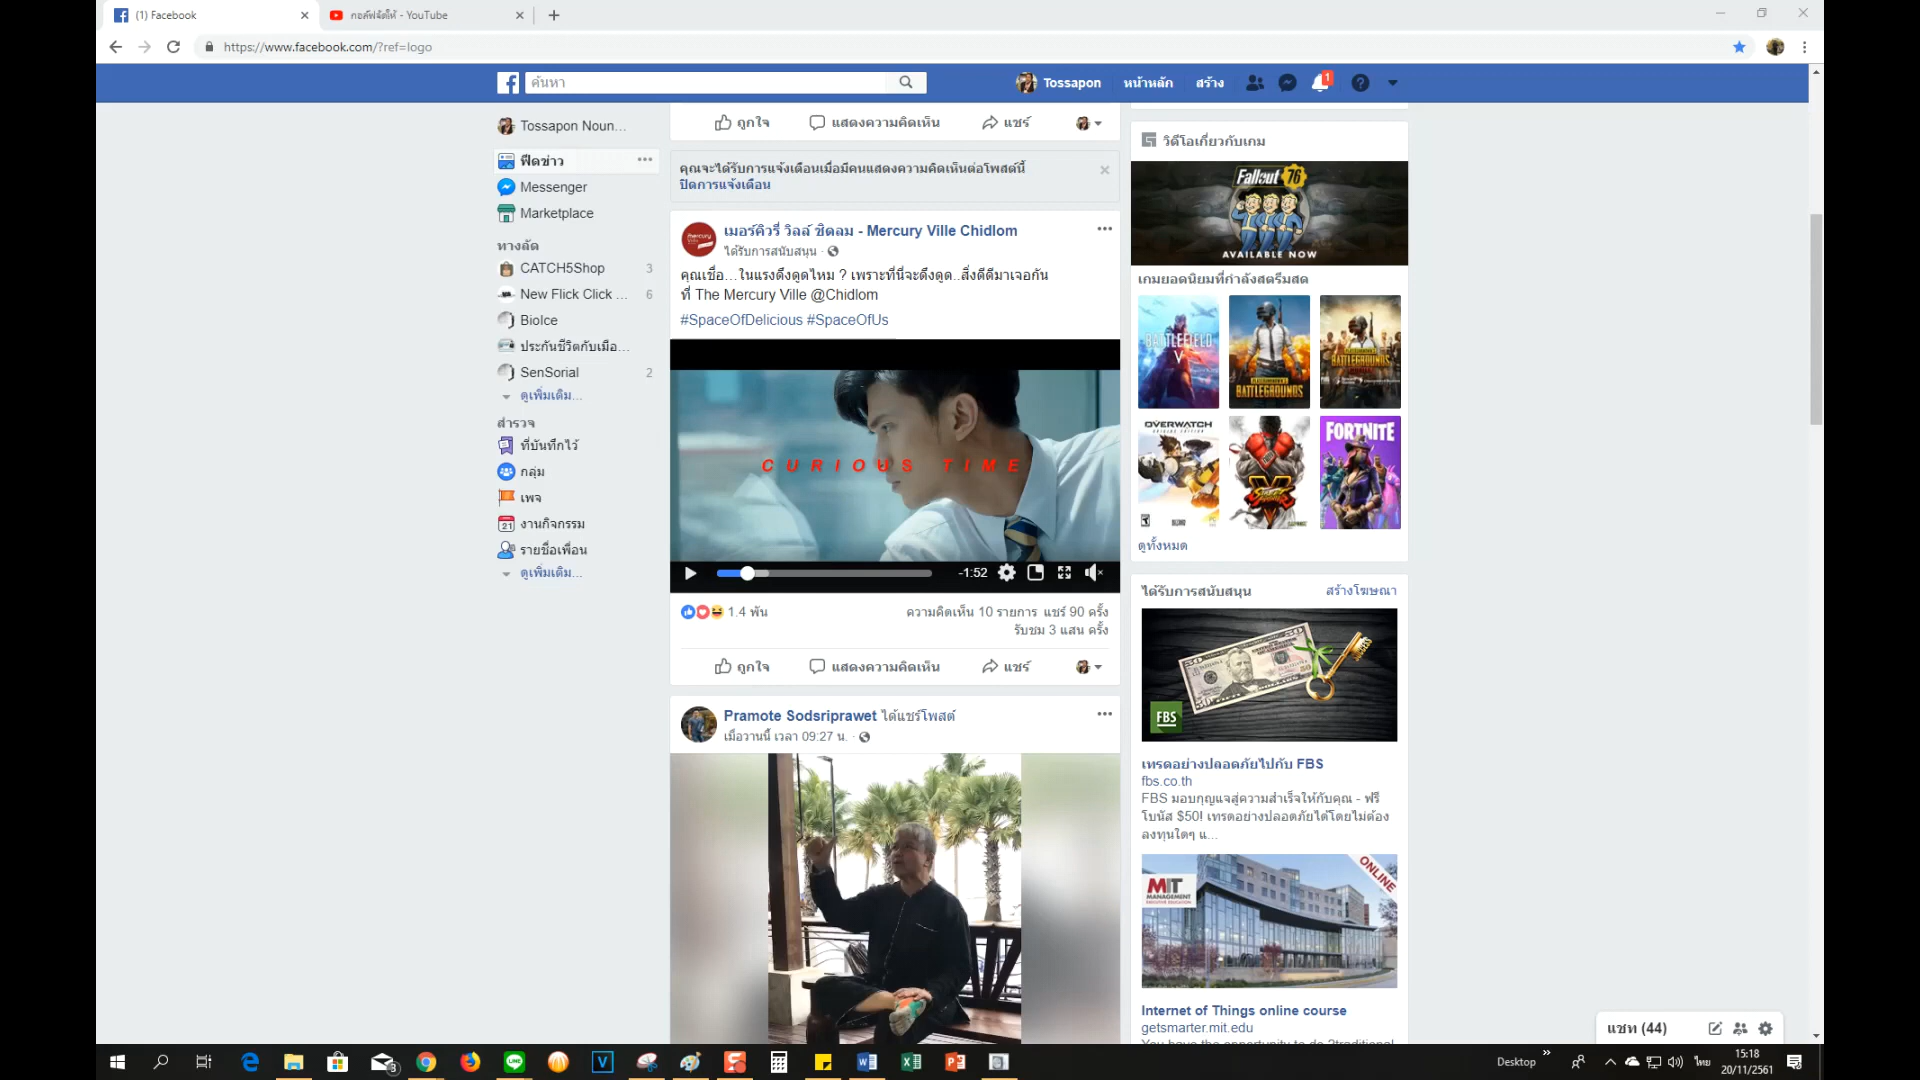 (1) Facebook
กอล์ฟจัดให้ - YouTube
https://www.facebook.com/?ref=logo
ค้นหา
Tossapon
หน้าหลัก
สร้าง
1
Tossapon Noun...
ฟีดข่าว
Messenger
Marketplace
ทางลัด
CATCH5Shop 3
New Flick Click ... 6
BioIce
ประกันชีวิตกับเมือ...
SenSorial 2
ดูเพิ่มเติม...
สำรวจ
ที่บันทึกไว้
กลุ่ม
เพจ
21 งานกิจกรรม
รายชื่อเพื่อน
ดูเพิ่มเติม...
ถูกใจ แสดงความคิดเห็น แชร์
คุณจะได้รับการแจ้งเตือนเมื่อมีคนแสดงความคิดเห็นต่อโพสต์นี้
ปิดการแจ้งเตือน
เมอร์คิวรี่ วิลล์ ชิดลม - Mercury Ville Chidlom
ได้รับการสนับสนุน ·
คุณเชื่อ…ในแรงดึงดูดไหม ? เพราะที่นี่จะดึงดูด..สิ่งดีดีมาเจอกัน
ที่ The Mercury Ville @Chidlom
#SpaceOfDelicious #SpaceOfUs
CURIOUS TIME
-1:52
1.4 พัน
ความคิดเห็น 10 รายการ แชร์ 90 ครั้ง
รับชม 3 แสน ครั้ง
ถูกใจ แสดงความคิดเห็น แชร์
Pramote Sodsriprawet ได้แชร์โพสต์
เมื่อวานนี้ เวลา 09:27 น. ·
วิดีโอเกี่ยวกับเกม
Fallout 76
AVAILABLE NOW
เกมยอดนิยมที่กำลังสตรีมสด
BATTLEFIELD V
BATTLEGROUNDS
BATTLEGROUNDS
OVERWATCH
STREET FIGHTER V
FORTNITE
ดูทั้งหมด
ได้รับการสนับสนุน สร้างโฆษณา
FBS
เทรดอย่างปลอดภัยไปกับ FBS
fbs.co.th
FBS มอบกุญแจสู่ความสำเร็จให้กับคุณ - ฟรี
โบนัส $50! เทรดอย่างปลอดภัยได้โดยไม่ต้อง
ลงทุนใดๆ แ...
MIT
MANAGEMENT
EXECUTIVE EDUCATION
ONLINE
Internet of Things online course
getsmarter.mit.edu
You have the opportunity to do 2traditional
แชท (44)
3
Desktop
ไทย
15:18
20/11/2561